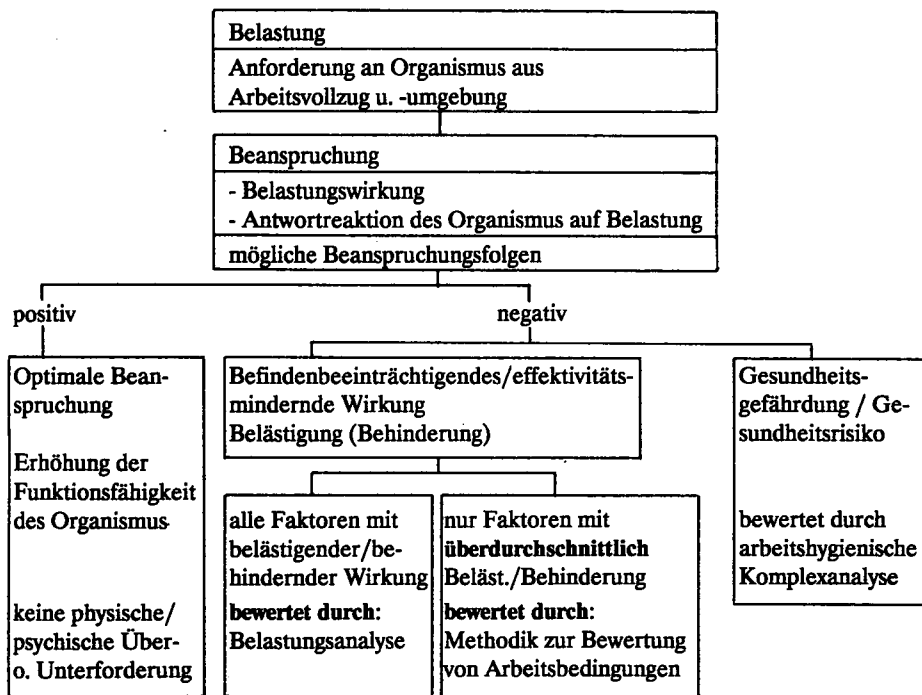 Belastung
Anforderung an Organismus aus
Arbeitsvollzug u. -umgebung
Beanspruchung
- Belastungswirkung
- Antwortreaktion des Organismus auf Belastung
mögliche Beanspruchungsfolgen
positiv
negativ
Optimale Bean-
spruchung
Erhöhung der
Funktionsfähigkeit
des Organismus
keine physische/
psychische Über-
o. Unterforderung
Befindenbeeinträchtigendes/effektivitäts-
mindernde Wirkung
Belästigung (Behinderung)
alle Faktoren mit
belästigender/be-
hindernder Wirkung
bewertet durch:
Belastungsanalyse
nur Faktoren mit
überdurchschnittlich
Beläst./Behinderung
bewertet durch:
Methodik zur Bewertung
von Arbeitsbedingungen
Gesundheits-
gefährdung / Ge-
sundheitsrisiko
bewertet durch
arbeitshygienische
Komplexanalyse